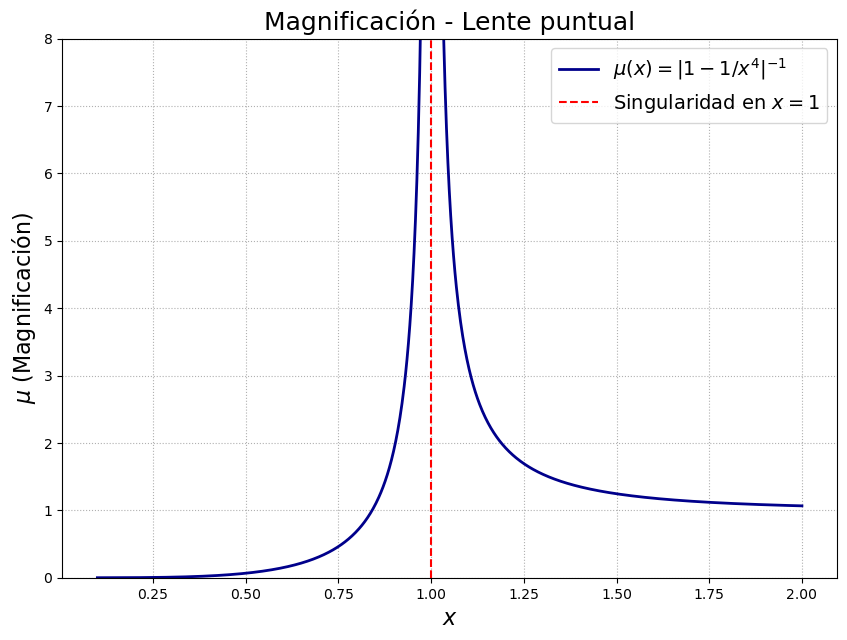 Magnificación - Lente puntual
μ(x) = |1 − 1/x⁴|⁻¹
Singularidad en x = 1
μ (Magnificación)
8
7
6
5
4
3
2
1
0
0.25 0.50 0.75 1.00 1.25 1.50 1.75 2.00
x